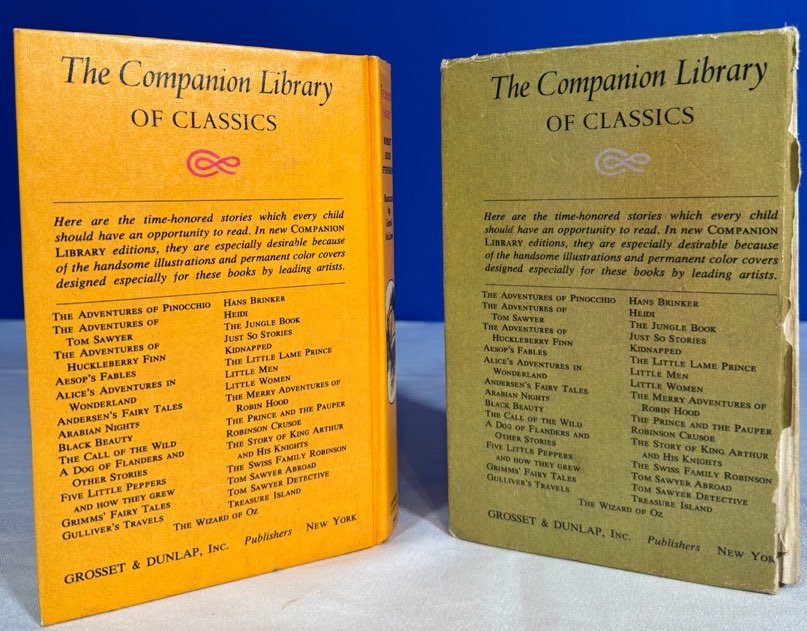 The Companion Library
OF CLASSICS
Here are the time-honored stories which every child
should have an opportunity to read. In new COMPANION
LIBRARY editions, they are especially desirable because
of the handsome illustrations and permanent color covers
designed especially for these books by leading artists.
THE ADVENTURES OF PINOCCHIO
THE ADVENTURES OF
TOM SAWYER
THE ADVENTURES OF
HUCKLEBERRY FINN
AESOP'S FABLES
ALICE'S ADVENTURES IN
WONDERLAND
ANDERSEN'S FAIRY TALES
ARABIAN NIGHTS
BLACK BEAUTY
THE CALL OF THE WILD
A DOG OF FLANDERS AND
OTHER STORIES
FIVE LITTLE PEPPERS
AND HOW THEY GREW
GRIMMS' FAIRY TALES
GULLIVER'S TRAVELS
HANS BRINKER
HEIDI
THE JUNGLE BOOK
JUST SO STORIES
KIDNAPPED
THE LITTLE LAME PRINCE
LITTLE MEN
LITTLE WOMEN
THE MERRY ADVENTURES OF
ROBIN HOOD
THE PRINCE AND THE PAUPER
ROBINSON CRUSOE
THE STORY OF KING ARTHUR
AND HIS KNIGHTS
THE SWISS FAMILY ROBINSON
TOM SAWYER ABROAD
TOM SAWYER DETECTIVE
TREASURE ISLAND
THE WIZARD OF OZ
GROSSET & DUNLAP, INC. Publishers NEW YORK
The Companion Library
OF CLASSICS
Here are the time-honored stories which every child
should have an opportunity to read. In new COMPANION
LIBRARY editions, they are especially desirable because
of the handsome illustrations and permanent color covers
designed especially for these books by leading artists.
THE ADVENTURES OF PINOCCHIO
THE ADVENTURES OF
TOM SAWYER
THE ADVENTURES OF
HUCKLEBERRY FINN
AESOP'S FABLES
ALICE'S ADVENTURES IN
WONDERLAND
ANDERSEN'S FAIRY TALES
ARABIAN NIGHTS
BLACK BEAUTY
THE CALL OF THE WILD
A DOG OF FLANDERS AND
OTHER STORIES
FIVE LITTLE PEPPERS
AND HOW THEY GREW
GRIMMS' FAIRY TALES
GULLIVER'S TRAVELS
HANS BRINKER
HEIDI
THE JUNGLE BOOK
JUST SO STORIES
KIDNAPPED
THE LITTLE LAME PRINCE
LITTLE MEN
LITTLE WOMEN
THE MERRY ADVENTURES OF
ROBIN HOOD
THE PRINCE AND THE PAUPER
ROBINSON CRUSOE
THE STORY OF KING ARTHUR
AND HIS KNIGHTS
THE SWISS FAMILY ROBINSON
TOM SAWYER ABROAD
TOM SAWYER DETECTIVE
TREASURE ISLAND
THE WIZARD OF OZ
GROSSET & DUNLAP, INC. Publishers NEW YOR